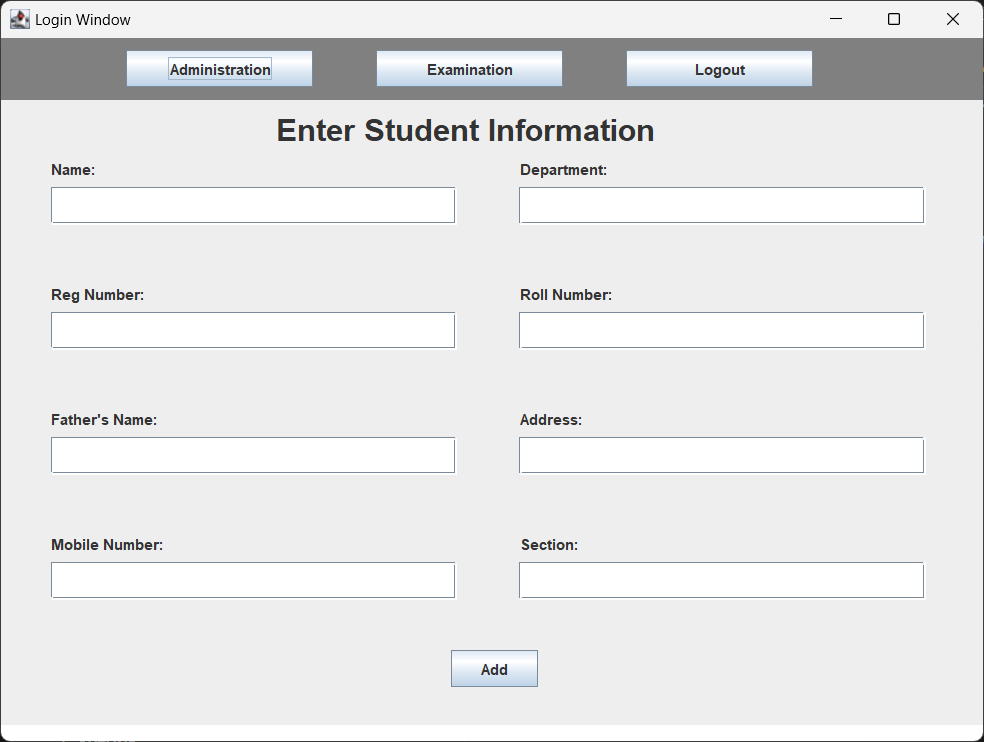 Login Window
Administration Examination Logout
Enter Student Information
Name: Department:
Reg Number: Roll Number:
Father's Name: Address:
Mobile Number: Section:
Add